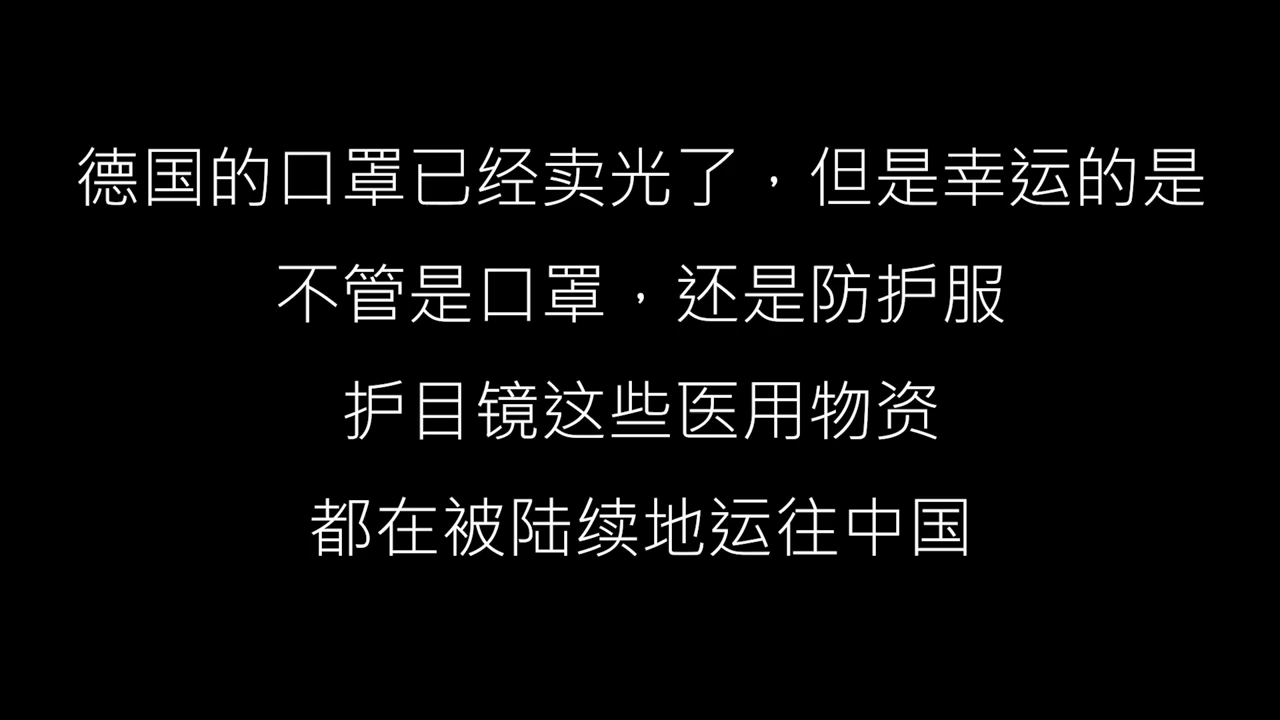 德国的口罩已经卖光了，但是幸运的是
不管是口罩，还是防护服
护目镜这些医用物资
都在被陆续地运往中国